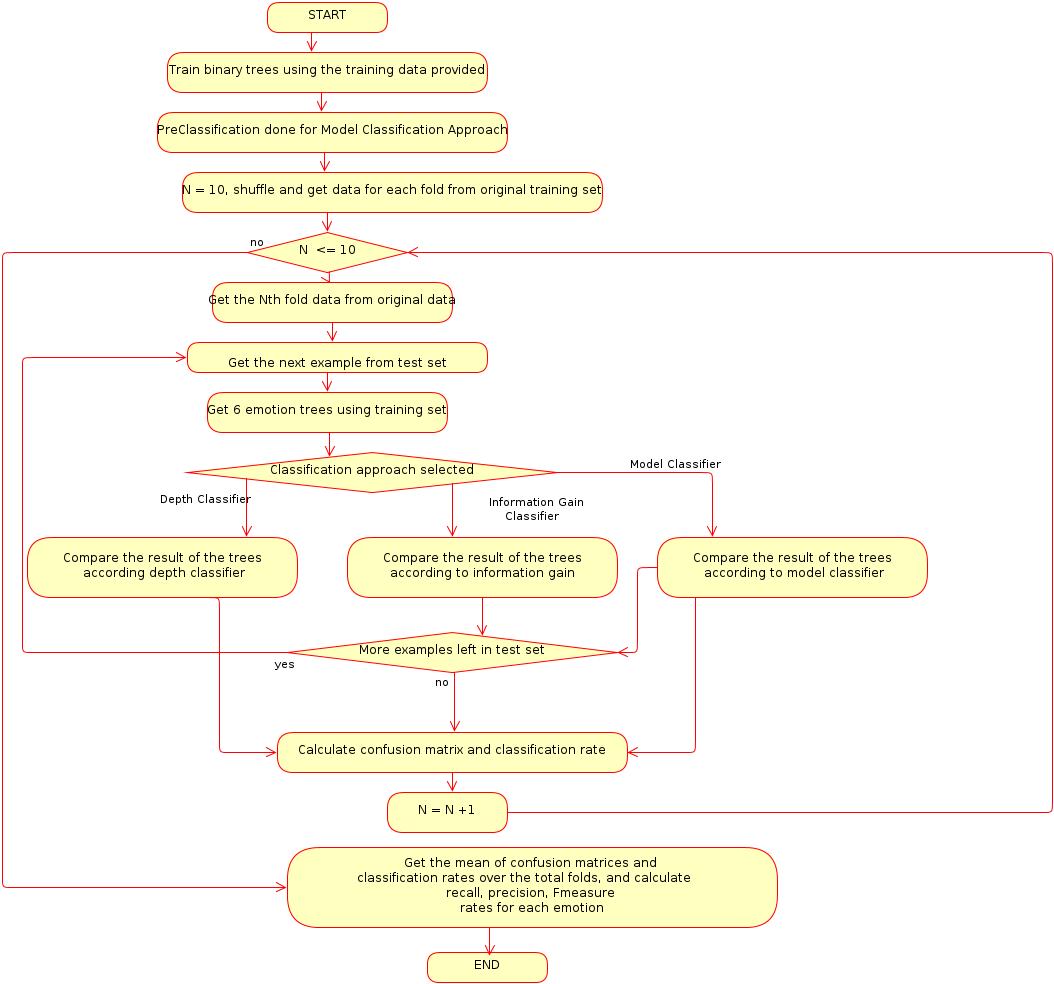 START
Train binary trees using the training data provided
PreClassification done for Model Classification Approach
N = 10, shuffle and get data for each fold from original training set
no
N <= 10
Get the Nth fold data from original data
Get the next example from test set
Get 6 emotion trees using training set
Classification approach selected
Model Classifier
Depth Classifier
Information Gain
Classifier
Compare the result of the trees
according depth classifier
Compare the result of the trees
according to information gain
Compare the result of the trees
according to model classifier
More examples left in test set
yes
no
Calculate confusion matrix and classification rate
N = N +1
Get the mean of confusion matrices and
classification rates over the total folds, and calculate
recall, precision, Fmeasure
rates for each emotion
END